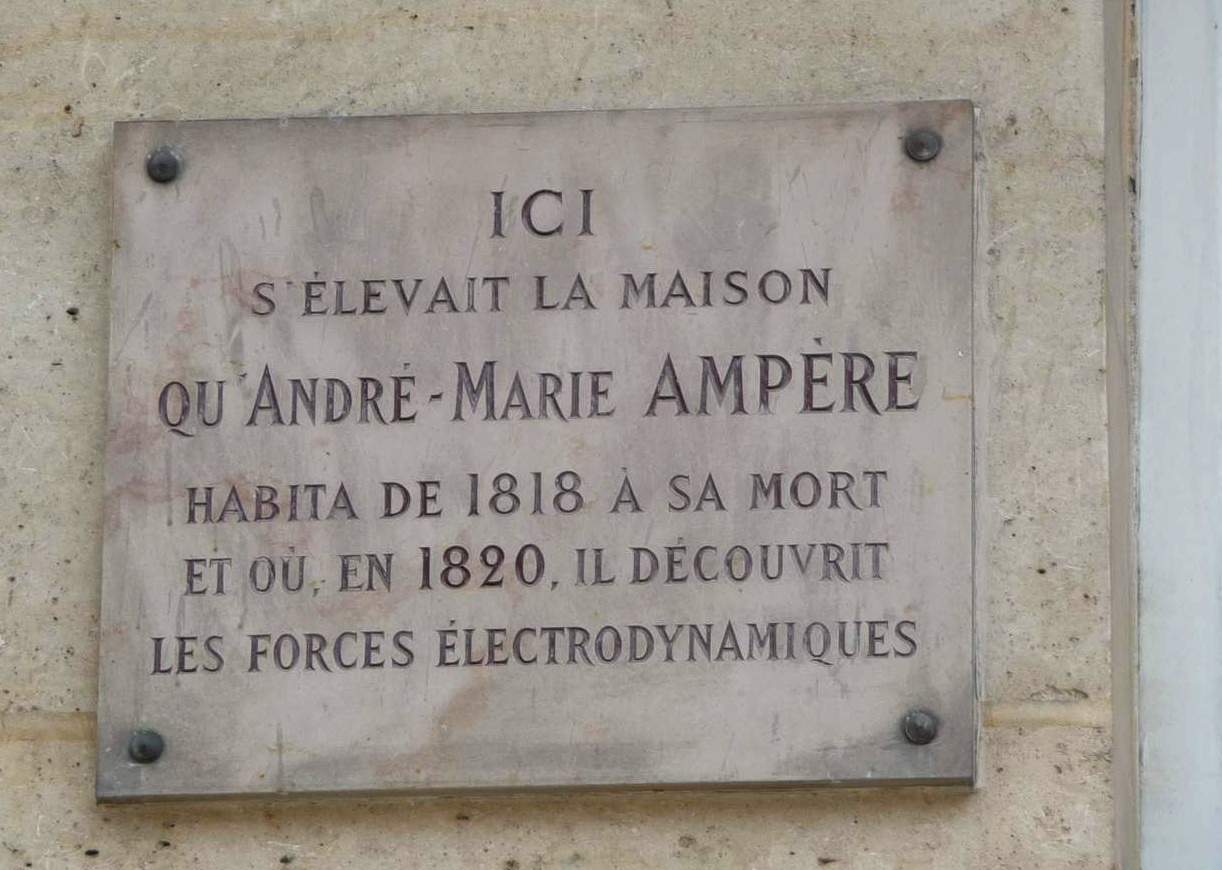 ICI
S'ÉLEVAIT LA MAISON
QU'ANDRÉ-MARIE AMPÈRE
HABITA DE 1818 À SA MORT
ET OÙ, EN 1820, IL DÉCOUVRIT
LES FORCES ÉLECTRODYNAMIQUES